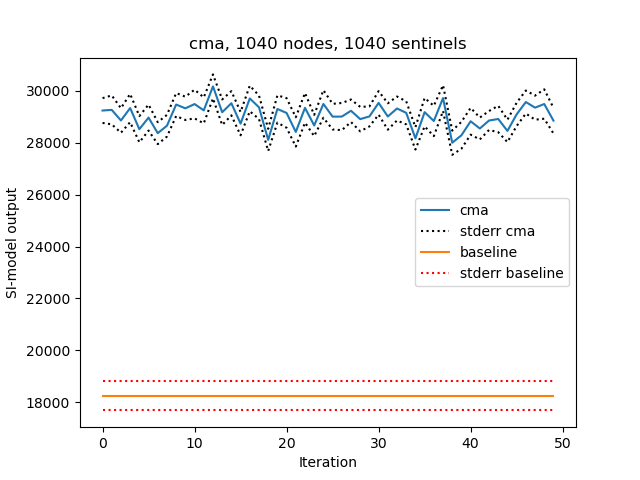 cma, 1040 nodes, 1040 sentinels
SI-model output
30000
28000
26000
24000
22000
20000
18000
cma
stderr cma
baseline
stderr baseline
0 10 20 30 40 50
Iteration